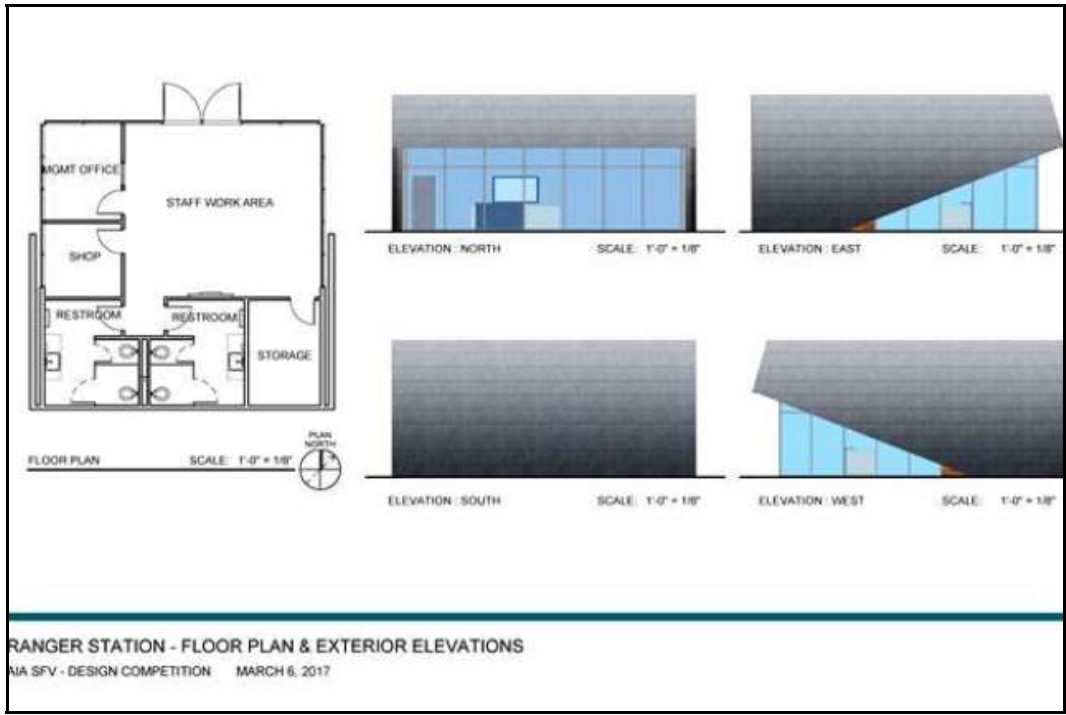 MGMT OFFICE
STAFF WORK AREA
SHOP
RESTROOM
RESTROOM
STORAGE
PLAN
NORTH
FLOOR PLAN SCALE: 1'-0" = 1/8"
ELEVATION : NORTH SCALE: 1'-0" = 1/8"
ELEVATION : EAST SCALE: 1'-0" = 1/8"
ELEVATION : SOUTH SCALE: 1'-0" = 1/8"
ELEVATION : WEST SCALE: 1'-0" = 1/8"
RANGER STATION - FLOOR PLAN & EXTERIOR ELEVATIONS
AIA SFV - DESIGN COMPETITION MARCH 6, 2017